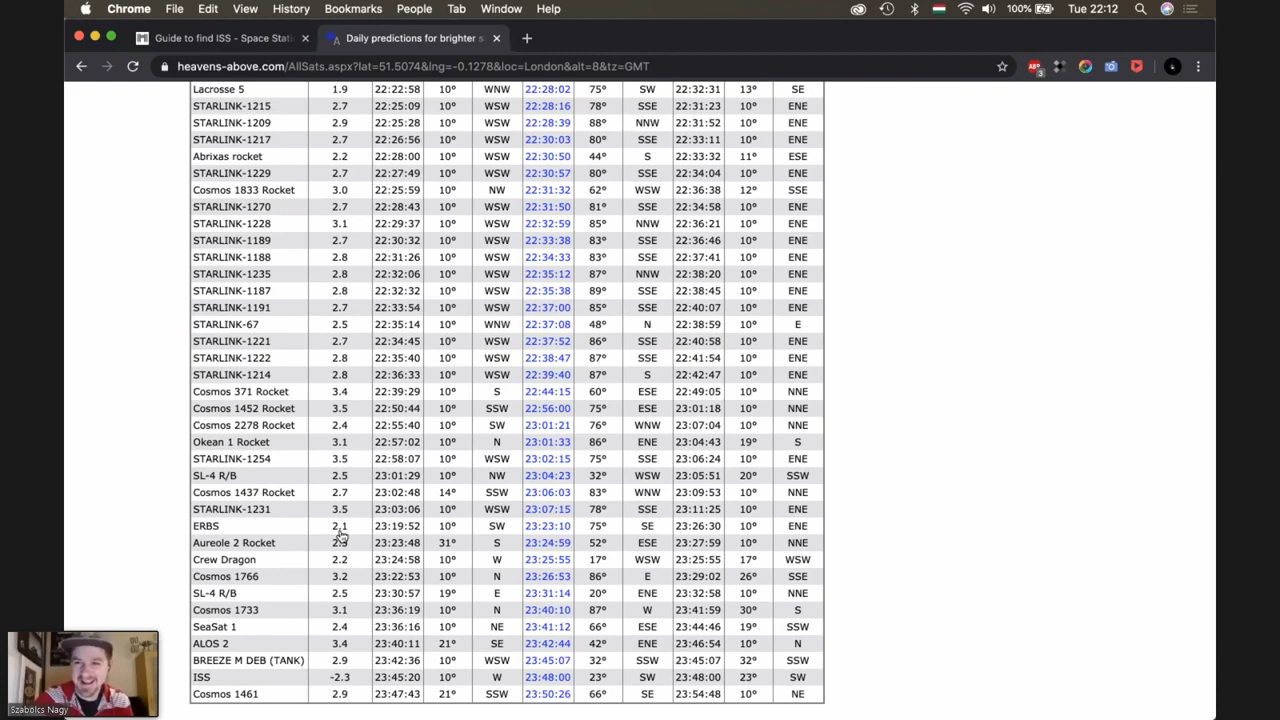 Chrome File Edit View History Bookmarks People Tab Window Help 100% Tue 22:12
Guide to find ISS - Space Stat × Daily predictions for brighter s × +
heavens-above.com/AllSats.aspx?lat=51.5074&lng=-0.1278&loc=London&alt=8&tz=GMT
Lacrosse 5 1.9 22:22:58 10° WNW 22:28:02 75° SW 22:32:31 13° SE
STARLINK-1215 2.7 22:25:09 10° WSW 22:28:16 78° SSE 22:31:23 10° ENE
STARLINK-1209 2.9 22:25:28 10° WSW 22:28:39 88° NNW 22:31:52 10° ENE
STARLINK-1217 2.7 22:26:56 10° WSW 22:30:03 80° SSE 22:33:11 10° ENE
Abrixas rocket 2.2 22:28:00 10° WSW 22:30:50 44° S 22:33:32 11° ESE
STARLINK-1229 2.7 22:27:49 10° WSW 22:30:57 80° SSE 22:34:04 10° ENE
Cosmos 1833 Rocket 3.0 22:25:59 10° NW 22:31:32 62° WSW 22:36:38 12° SSE
STARLINK-1270 2.7 22:28:43 10° WSW 22:31:50 81° SSE 22:34:58 10° ENE
STARLINK-1228 3.1 22:29:37 10° WSW 22:32:59 85° NNW 22:36:21 10° ENE
STARLINK-1189 2.7 22:30:32 10° WSW 22:33:38 83° SSE 22:36:46 10° ENE
STARLINK-1188 2.8 22:31:26 10° WSW 22:34:33 83° SSE 22:37:41 10° ENE
STARLINK-1235 2.8 22:32:06 10° WSW 22:35:12 87° NNW 22:38:20 10° ENE
STARLINK-1187 2.8 22:32:32 10° WSW 22:35:38 89° SSE 22:38:45 10° ENE
STARLINK-1191 2.7 22:33:54 10° WSW 22:37:00 85° SSE 22:40:07 10° ENE
STARLINK-67 2.5 22:35:14 10° WNW 22:37:08 48° N 22:38:59 10° E
STARLINK-1221 2.7 22:34:45 10° WSW 22:37:52 86° SSE 22:40:58 10° ENE
STARLINK-1222 2.8 22:35:40 10° WSW 22:38:47 87° SSE 22:41:54 10° ENE
STARLINK-1214 2.8 22:36:33 10° WSW 22:39:40 87° S 22:42:47 10° ENE
Cosmos 371 Rocket 3.4 22:39:29 10° S 22:44:15 60° ESE 22:49:05 10° NNE
Cosmos 1452 Rocket 3.5 22:50:44 10° SSW 22:56:00 75° ESE 23:01:18 10° NNE
Cosmos 2278 Rocket 2.4 22:55:40 10° SW 23:01:21 76° WNW 23:07:04 10° NNE
Okean 1 Rocket 3.1 22:57:02 10° N 23:01:33 86° ENE 23:04:43 19° S
STARLINK-1254 3.5 22:58:07 10° WSW 23:02:15 75° SSE 23:06:24 10° ENE
SL-4 R/B 2.5 23:01:29 10° NW 23:04:23 32° WSW 23:05:51 20° SSW
Cosmos 1437 Rocket 2.7 23:02:48 14° SSW 23:06:03 83° WNW 23:09:53 10° NNE
STARLINK-1231 3.5 23:03:06 10° WSW 23:07:15 78° SSE 23:11:25 10° ENE
ERBS 2.1 23:19:52 10° SW 23:23:10 75° SE 23:26:30 10° ENE
Aureole 2 Rocket 23:23:48 31° S 23:24:59 52° ESE 23:27:59 10° NNE
Crew Dragon 2.2 23:24:58 10° W 23:25:55 17° WSW 23:25:55 17° WSW
Cosmos 1766 3.2 23:22:53 10° N 23:26:53 86° E 23:29:02 26° SSE
SL-4 R/B 2.5 23:30:57 19° E 23:31:14 20° ENE 23:32:58 10° NNE
Cosmos 1733 3.1 23:36:19 10° N 23:40:10 87° W 23:41:59 30° S
SeaSat 1 2.4 23:36:16 10° NE 23:41:12 66° ESE 23:44:46 19° SSW
ALOS 2 3.4 23:40:11 21° SE 23:42:44 42° ENE 23:46:54 10° N
BREEZE M DEB (TANK) 2.9 23:42:36 10° WSW 23:45:07 32° SSW 23:45:07 32° SSW
ISS -2.3 23:45:20 10° W 23:48:00 23° SW 23:48:00 23° SW
Cosmos 1461 2.9 23:47:43 21° SSW 23:50:26 66° SE 23:54:48 10° NE
Szabolcs Nagy